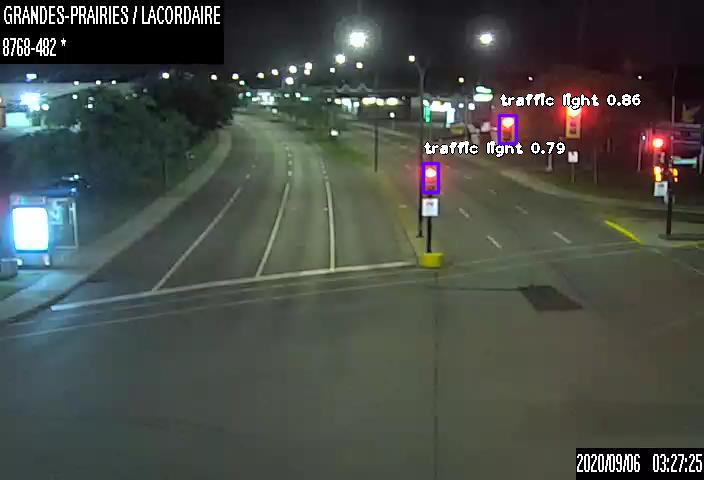 GRANDES-PRAIRIES / LACORDAIRE
8768-482 *
traffic light 0.86
traffic light 0.79
2020/09/06 03:27:25